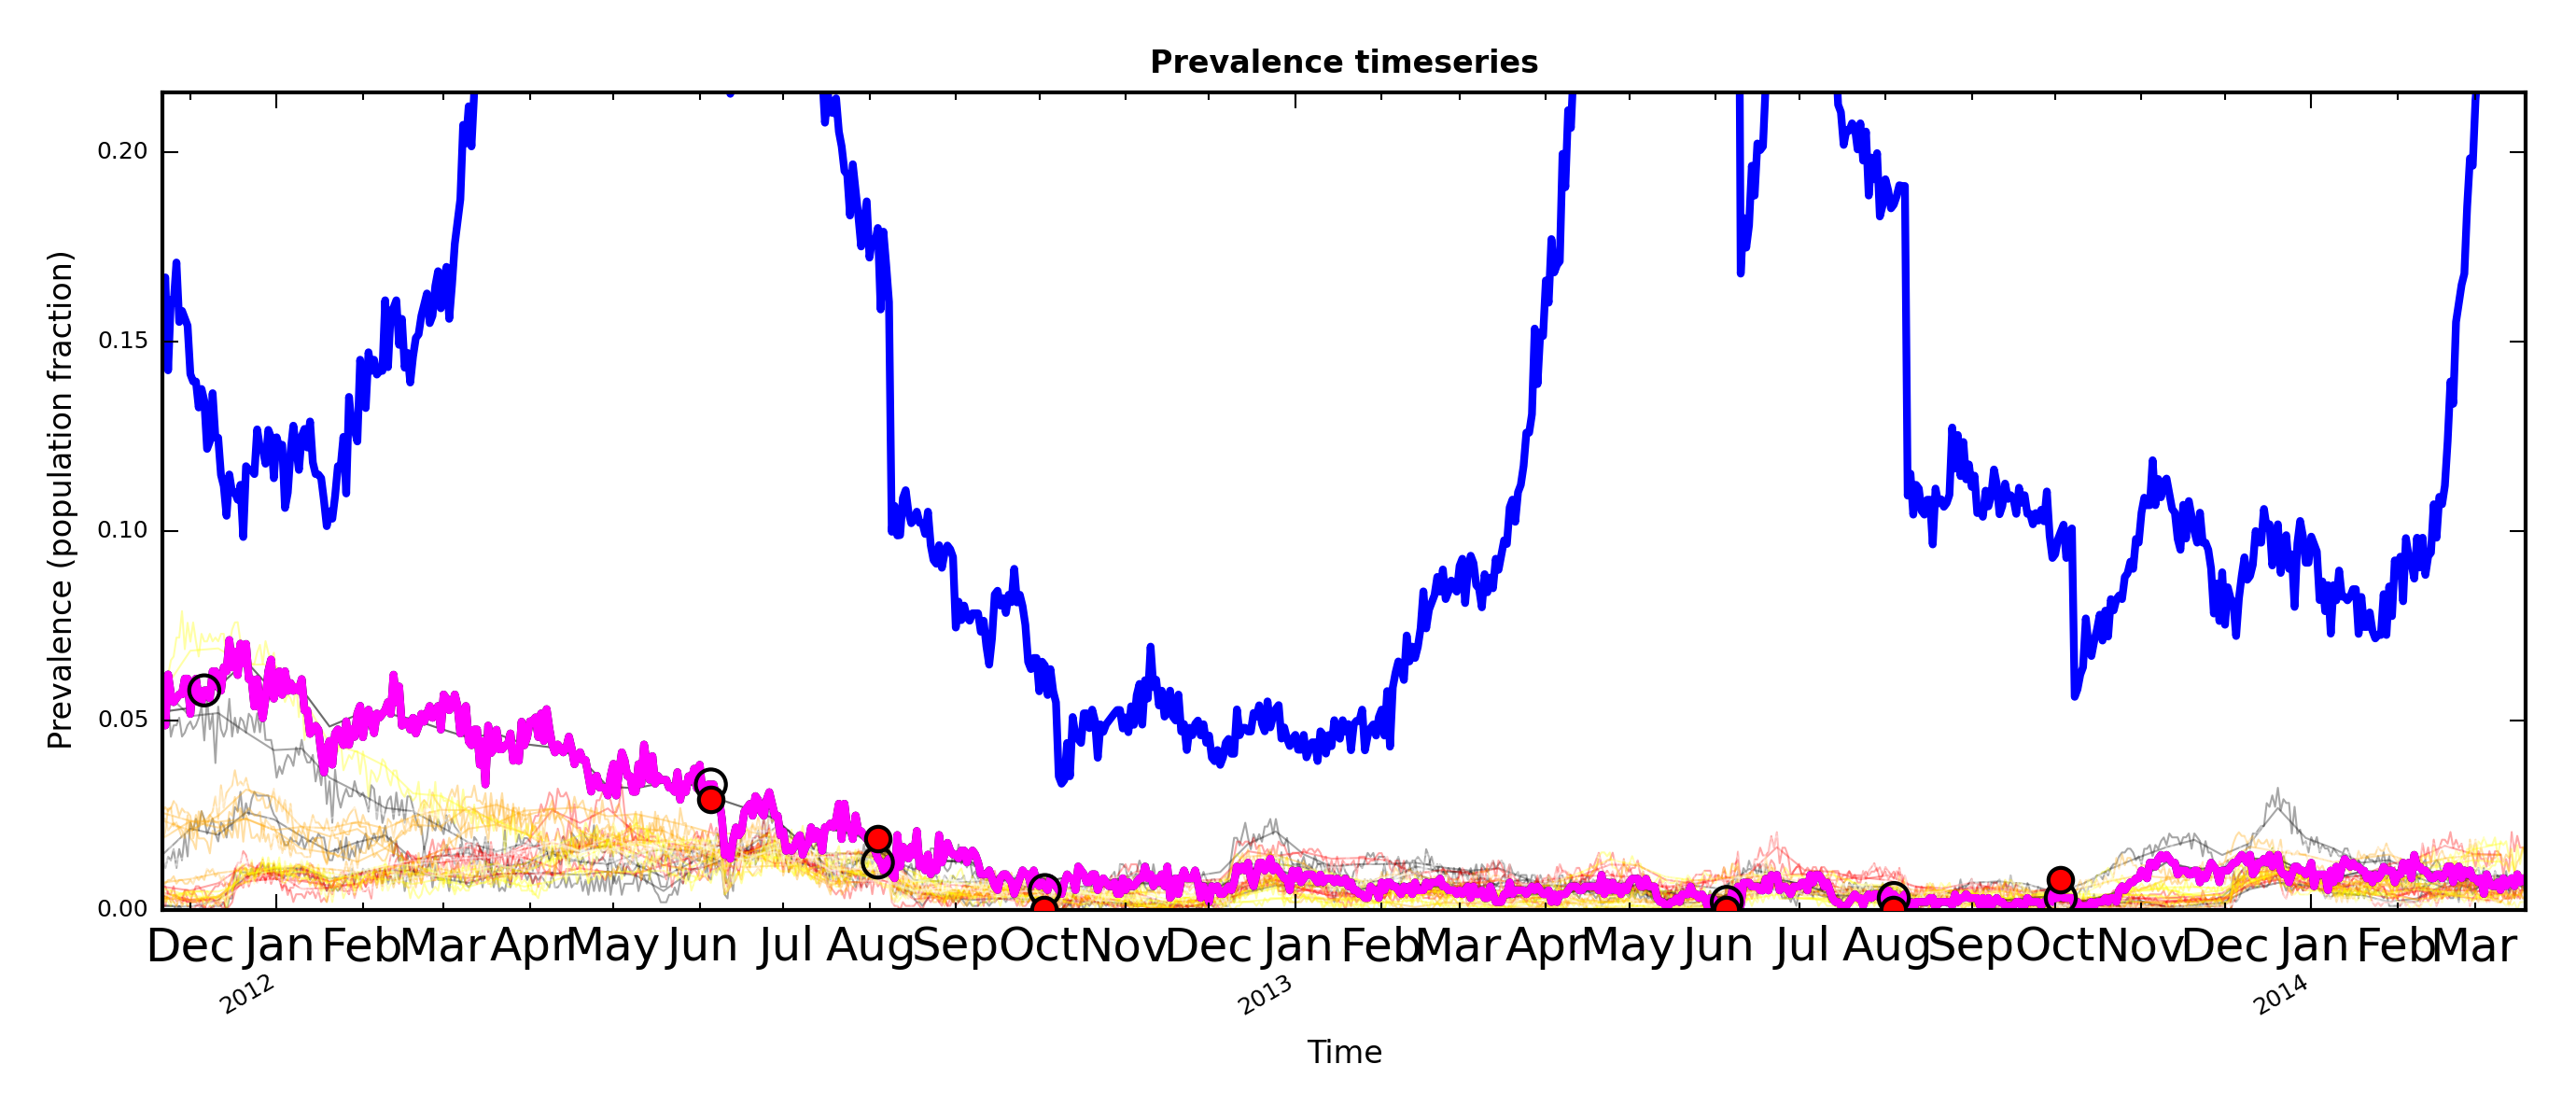 Prevalence timeseries
Prevalence (population fraction)
0.20
0.15
0.10
0.05
0.00
Dec Jan Feb Mar Apr May Jun Jul Aug Sep Oct Nov Dec Jan Feb Mar Apr May Jun Jul Aug Sep Oct Nov Dec Jan Feb Mar
2012 2013 2014
Time